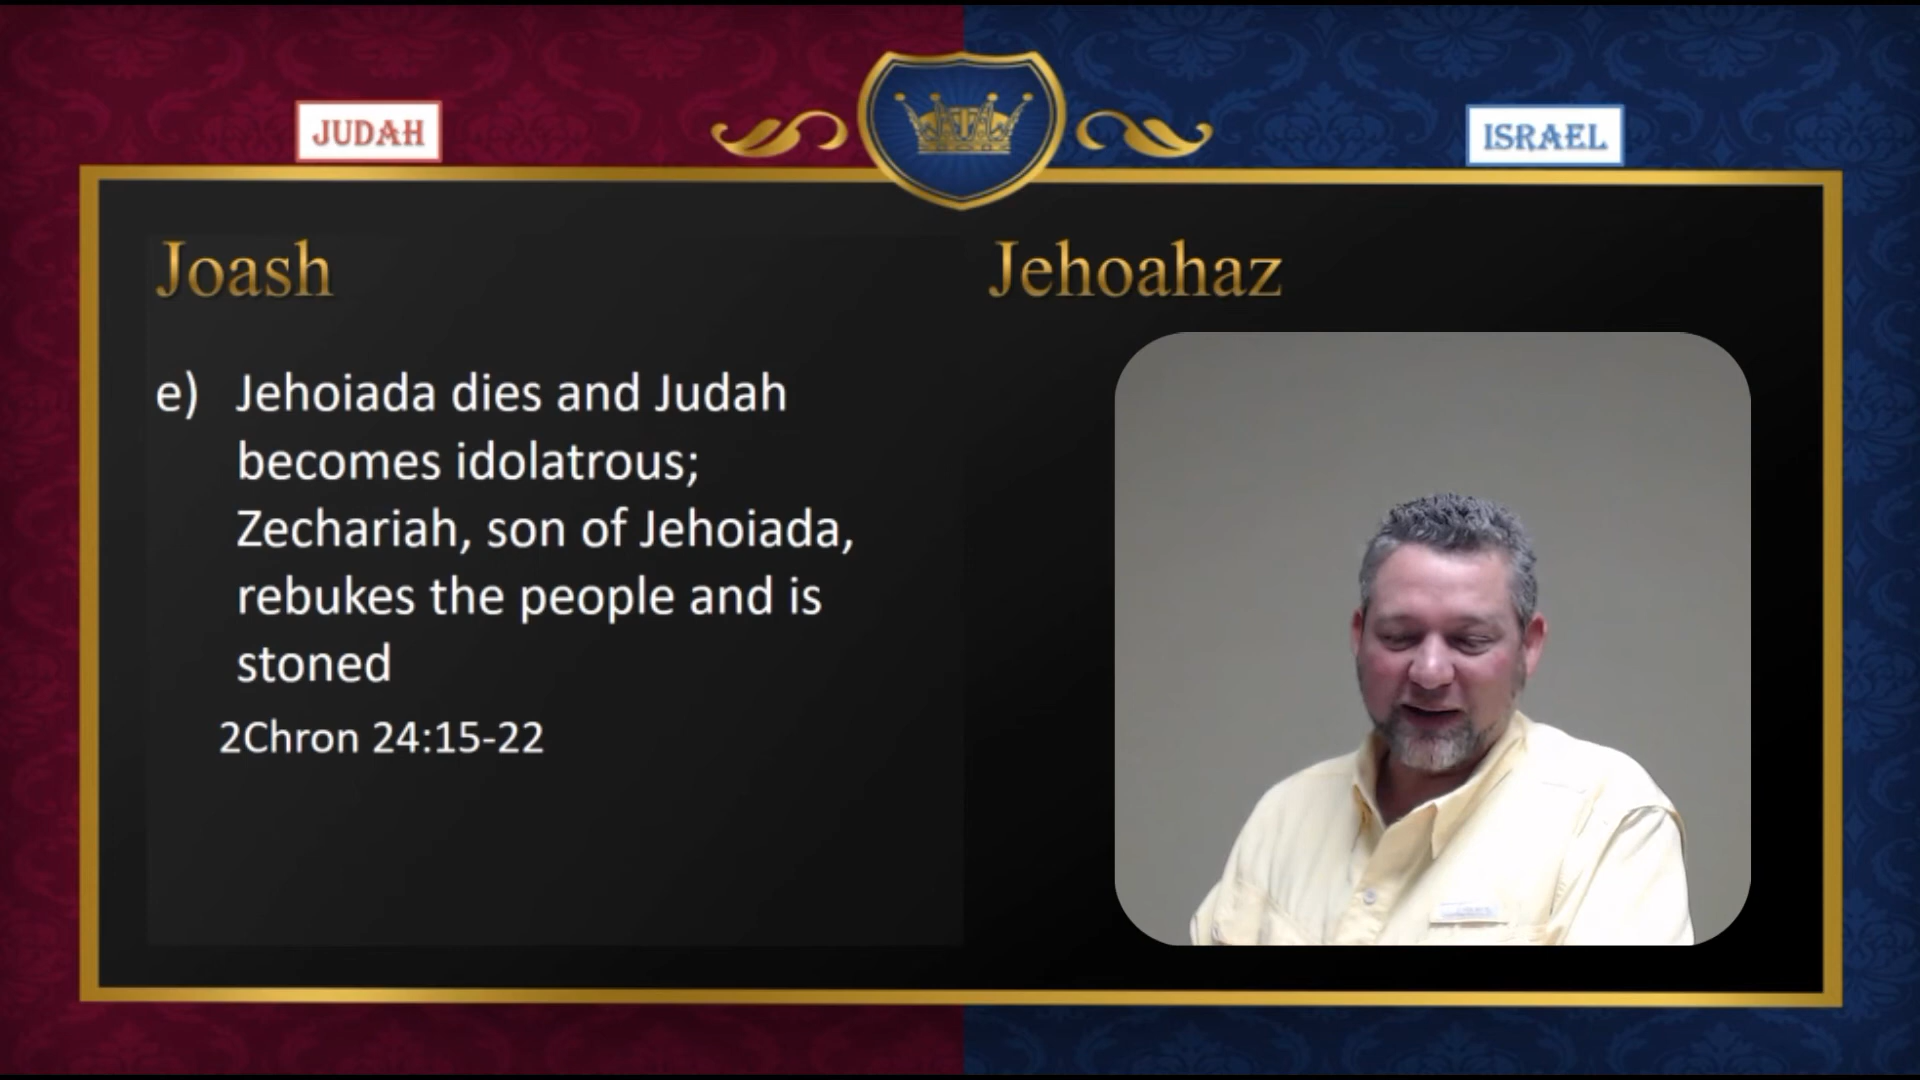 JUDAH
ISRAEL
Joash
Jehoahaz
e) Jehoiada dies and Judah
becomes idolatrous;
Zechariah, son of Jehoiada,
rebukes the people and is
stoned
2Chron 24:15-22